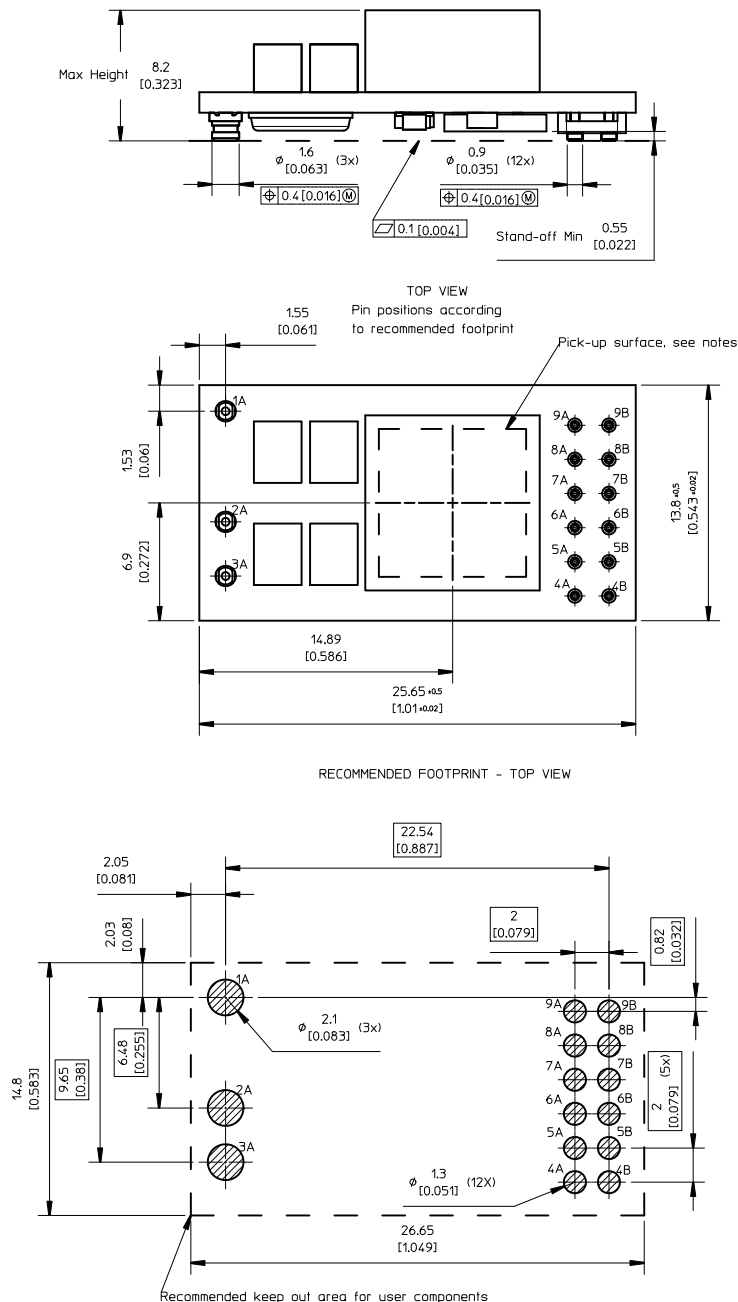 Max Height 8.2
[0.323]
⌀ 1.6 (3x)
[0.063]
⌖ 0.4 [0.016] Ⓜ
⌀ 0.9 (12x)
[0.035]
⌖ 0.4 [0.016] Ⓜ
⏥ 0.1 [0.004]
Stand-off Min 0.55
[0.022]
TOP VIEW
Pin positions according
to recommended footprint
1.55
[0.061]
Pick-up surface, see notes
1A
2A
3A
9A 9B
8A 8B
7A 7B
6A 6B
5A 5B
4A 4B
1.53
[0.06]
6.9
[0.272]
13.8 ±0.5
[0.543 ±0.02]
14.89
[0.586]
25.65 ±0.5
[1.01 ±0.02]
RECOMMENDED FOOTPRINT - TOP VIEW
22.54
[0.887]
2.05
[0.081]
2.03
[0.08]
2
[0.079]
0.82
[0.032]
1A
2A
3A
⌀ 2.1 (3x)
[0.083]
9A 9B
8A 8B
7A 7B
6A 6B
5A 5B
4A 4B
14.8
[0.583]
9.65
[0.38]
6.48
[0.255]
2 (5x)
[0.079]
⌀ 1.3 (12X)
[0.051]
26.65
[1.049]
Recommended keep out area for user components